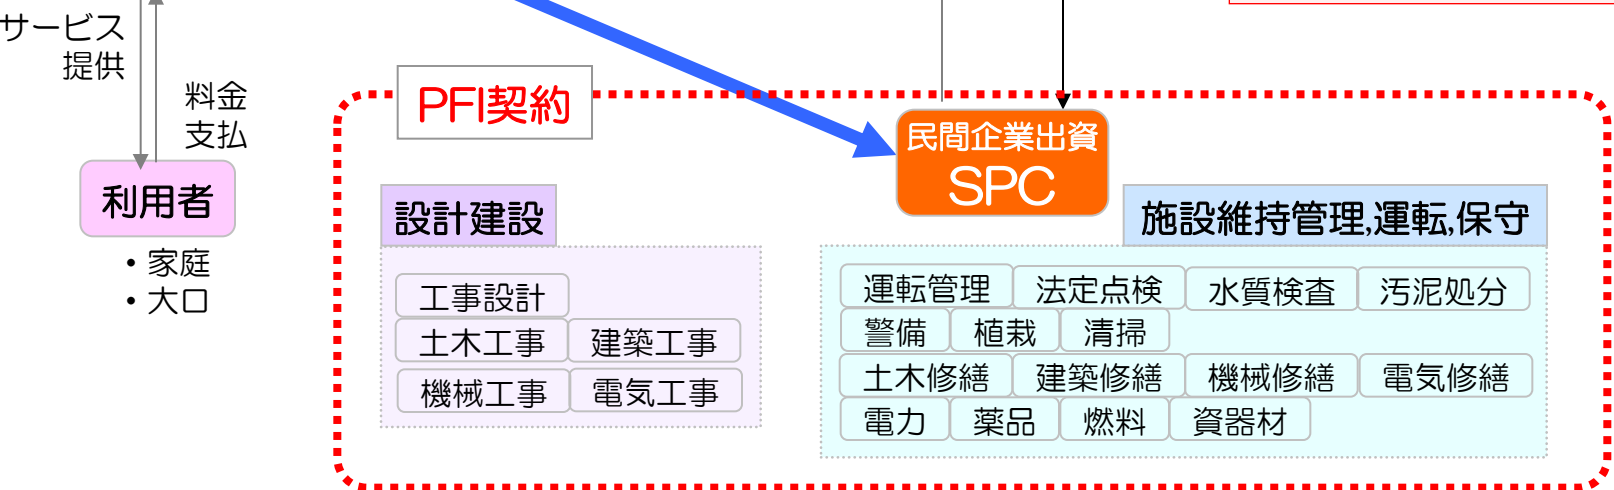 サービス
提供
料金
支払
利用者
・家庭
・大口
PFI契約
民間企業出資
SPC
設計建設
工事設計
土木工事 建築工事
機械工事 電気工事
施設維持管理,運転,保守
運転管理 法定点検 水質検査 汚泥処分
警備 植栽 清掃
土木修繕 建築修繕 機械修繕 電気修繕
電力 薬品 燃料 資器材